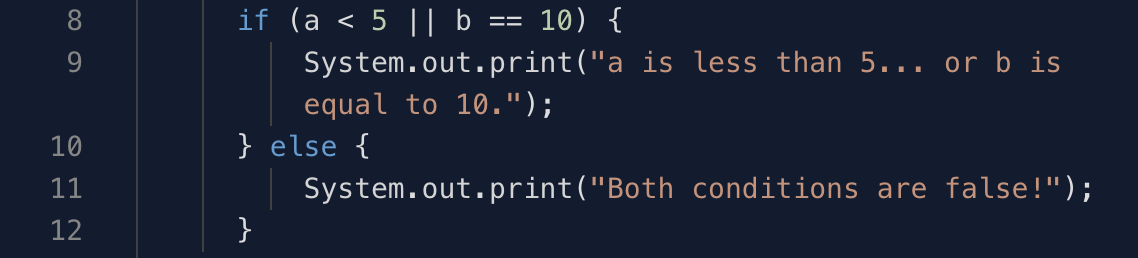 8 if (a < 5 || b == 10) {
9 System.out.print("a is less than 5... or b is
equal to 10.");
10 } else {
11 System.out.print("Both conditions are false!");
12 }